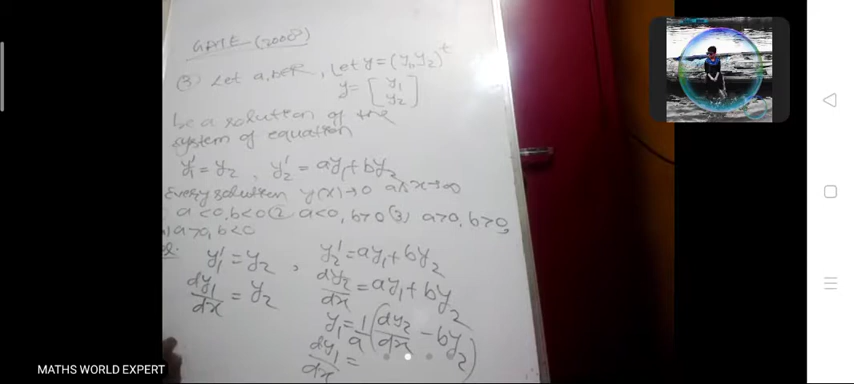 GATE (2008)
(3) Let a, b∈R, Let y = (y₁, y₂)ᵗ
y = [ y₁
y₂ ]
be a solution of the
system of equation
y₁' = y₂ , y₂' = ay₁ + by₂
Every solution y(x) → 0 as x → ∞
a<0, b<0 (2) a<0, b>0 (3) a>0, b>0,
a>0, b<0
y₁' = y₂ , y₂' = ay₁ + by₂
dy₁/dx = y₂ dy₂/dx = ay₁ + by₂
y₁ = 1/a (dy₂/dx − by₂)
dy₁/dx =
MATHS WORLD EXPERT